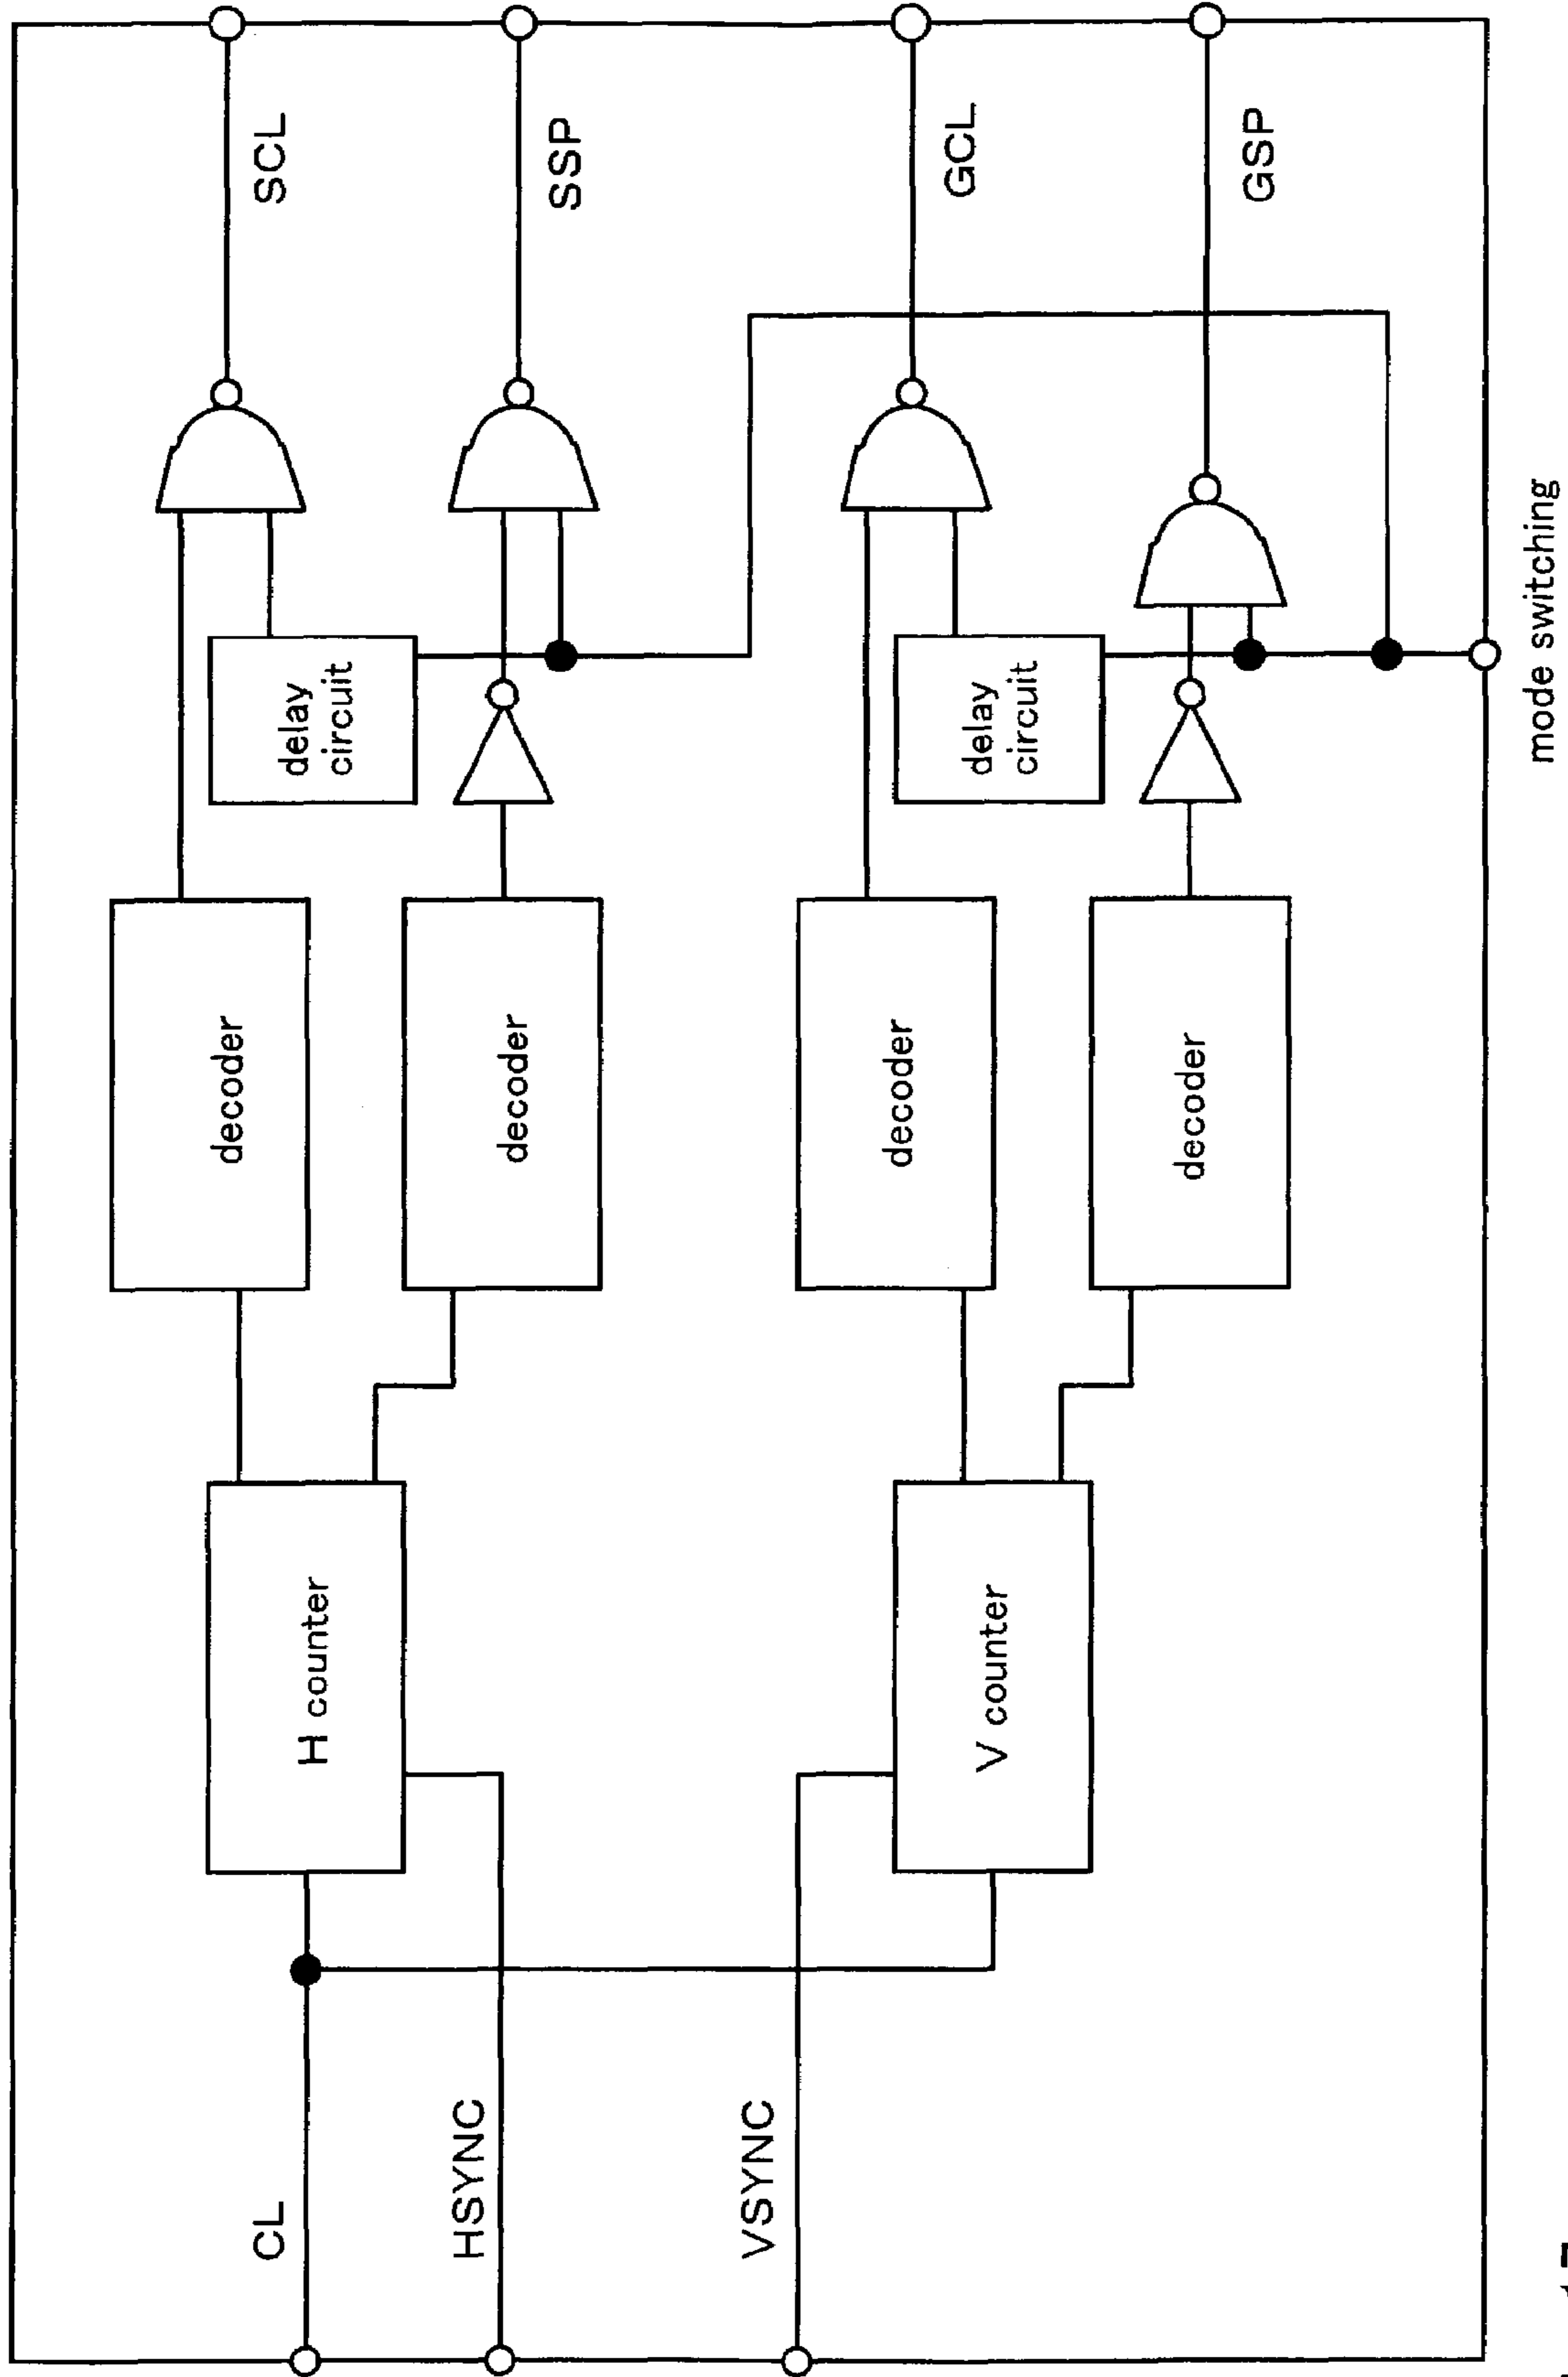 CL
HSYNC
VSYNC
H counter
V counter
decoder
decoder
decoder
decoder
delay
circuit
delay
circuit
SCL
SSP
GCL
GSP
mode switching